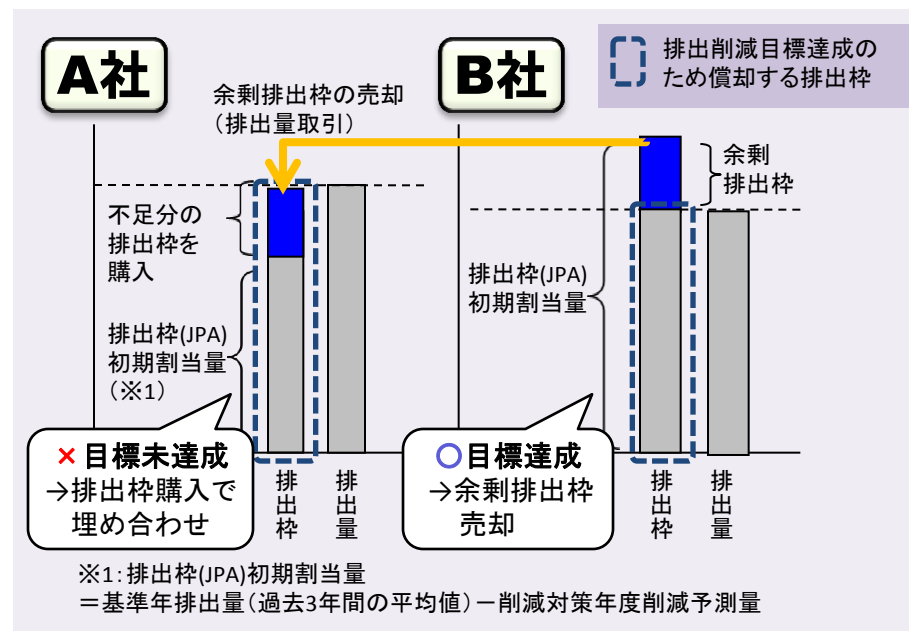 A社
余剰排出枠の売却
（排出量取引）
不足分の
排出枠を
購入
排出枠(JPA)
初期割当量
（※1）
×目標未達成
→排出枠購入で
埋め合わせ
排出枠
排出量
B社
排出削減目標達成の
ため償却する排出枠
余剰
排出枠
排出枠(JPA)
初期割当量
○目標達成
→余剰排出枠
売却
排出枠
排出量
※1：排出枠(JPA)初期割当量
＝基準年排出量（過去3年間の平均値）－削減対策年度削減予測量